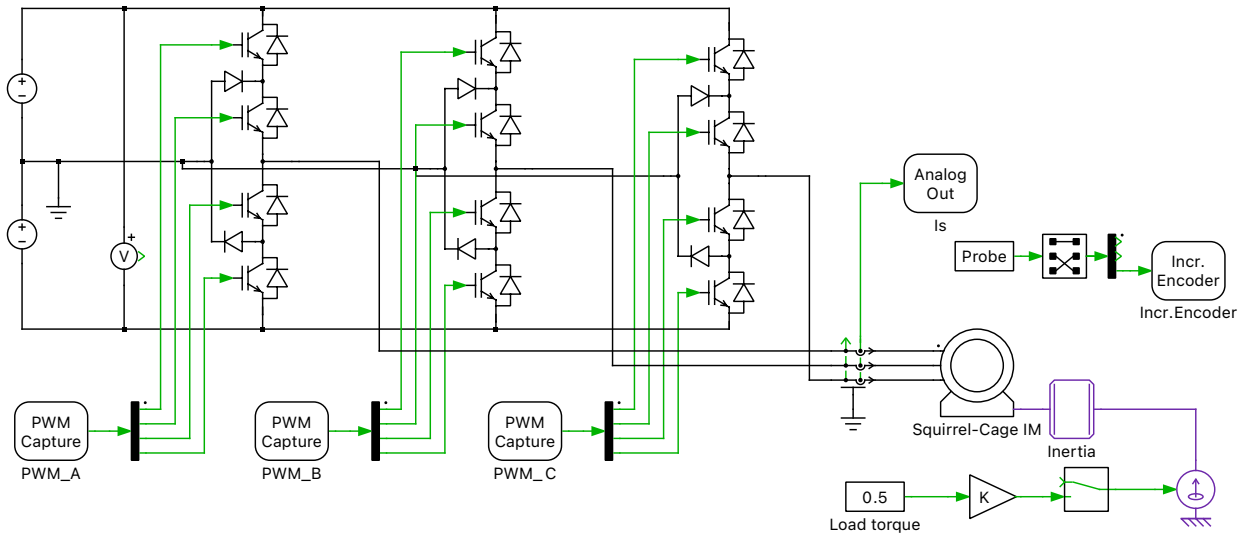 Analog
Out
Is
V
Probe
Incr.
Encoder
Incr.Encoder
PWM
Capture
PWM_A
PWM
Capture
PWM_B
PWM
Capture
PWM_C
Squirrel-Cage IM
Inertia
0.5
K
Load torque